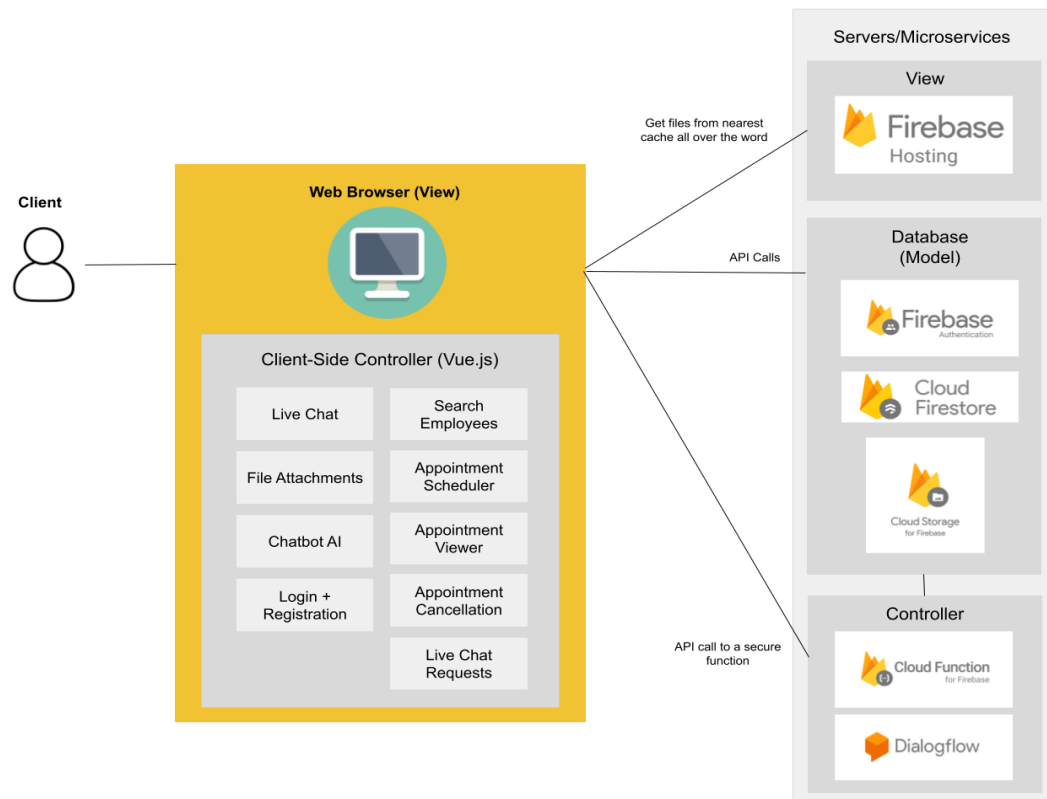 Client
Web Browser (View)
Client-Side Controller (Vue.js)
Live Chat
File Attachments
Chatbot AI
Login +
Registration
Search
Employees
Appointment
Scheduler
Appointment
Viewer
Appointment
Cancellation
Live Chat
Requests
Get files from nearest
cache all over the word
API Calls
API call to a secure
function
Servers/Microservices
View
Firebase
Hosting
Database
(Model)
Firebase
Authentication
Cloud
Firestore
Cloud Storage
for Firebase
Controller
Cloud Function
for Firebase
Dialogflow